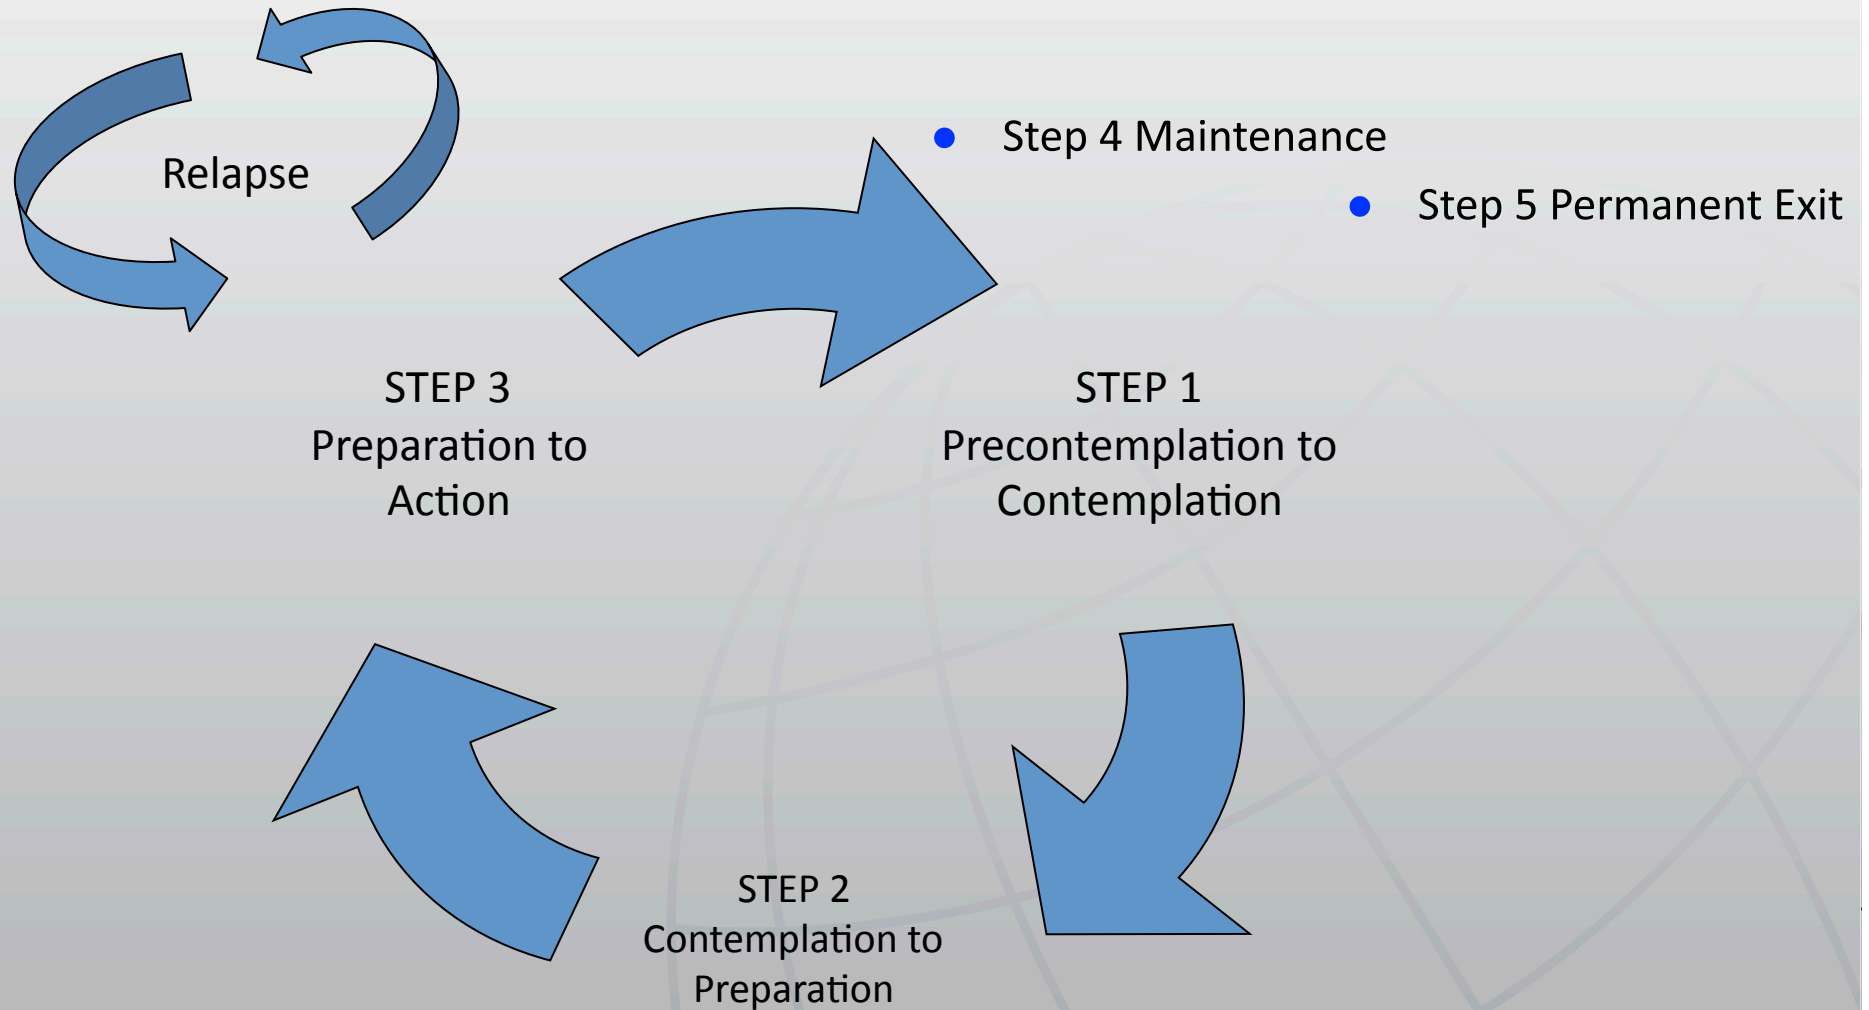 Relapse
Step 4 Maintenance
Step 5 Permanent Exit
STEP 3
Preparation to
Action
STEP 1
Precontemplation to
Contemplation
STEP 2
Contemplation to
Preparation